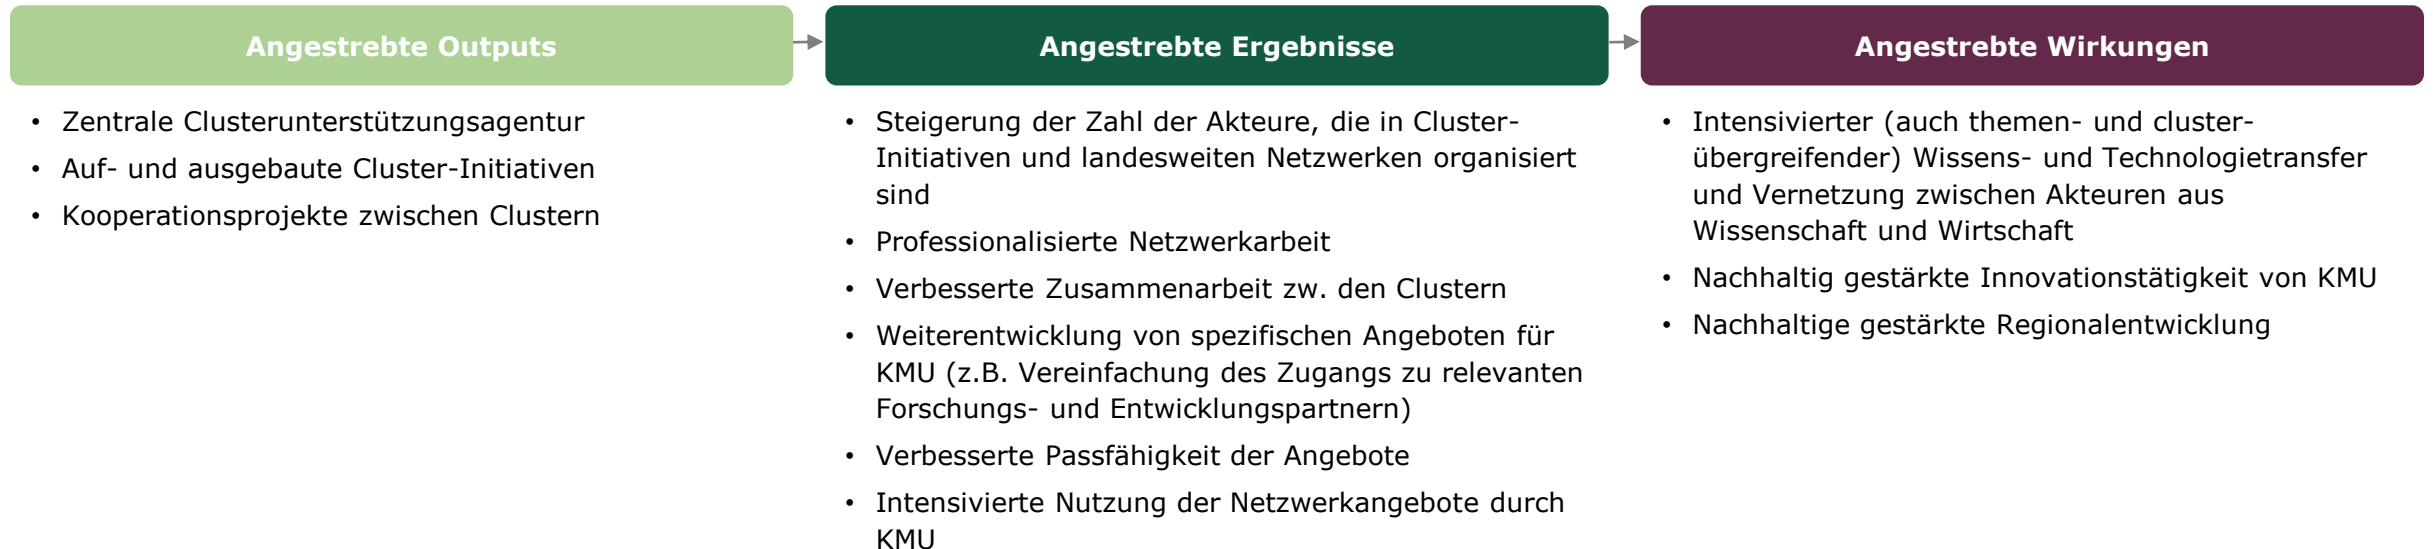 Angestrebte Outputs
• Zentrale Clusterunterstützungsagentur
• Auf- und ausgebaute Cluster-Initiativen
• Kooperationsprojekte zwischen Clustern
Angestrebte Ergebnisse
• Steigerung der Zahl der Akteure, die in Cluster-
Initiativen und landesweiten Netzwerken organisiert
sind
• Professionalisierte Netzwerkarbeit
• Verbesserte Zusammenarbeit zw. den Clustern
• Weiterentwicklung von spezifischen Angeboten für
KMU (z.B. Vereinfachung des Zugangs zu relevanten
Forschungs- und Entwicklungspartnern)
• Verbesserte Passfähigkeit der Angebote
• Intensivierte Nutzung der Netzwerkangebote durch
KMU
Angestrebte Wirkungen
• Intensivierter (auch themen- und cluster-
übergreifender) Wissens- und Technologietransfer
und Vernetzung zwischen Akteuren aus
Wissenschaft und Wirtschaft
• Nachhaltig gestärkte Innovationstätigkeit von KMU
• Nachhaltige gestärkte Regionalentwicklung